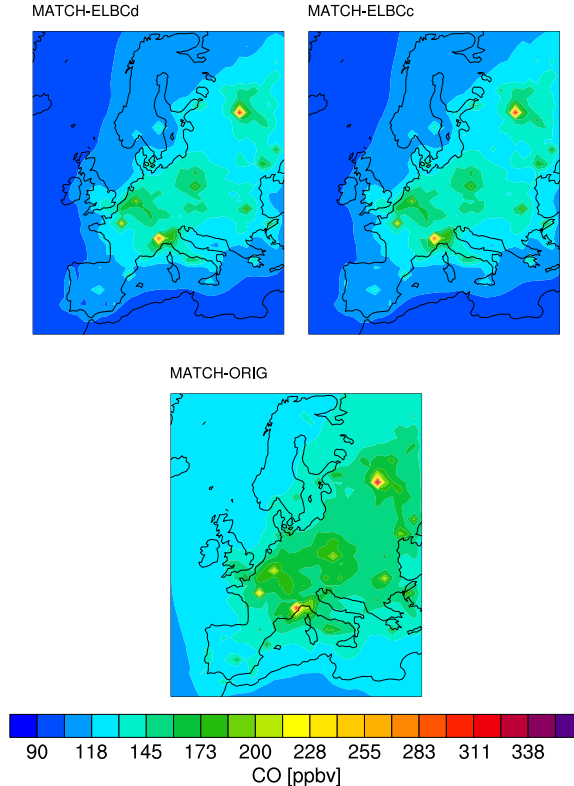 MATCH-ELBCd
MATCH-ELBCc
MATCH-ORIG
90 118 145 173 200 228 255 283 311 338
CO [ppbv]